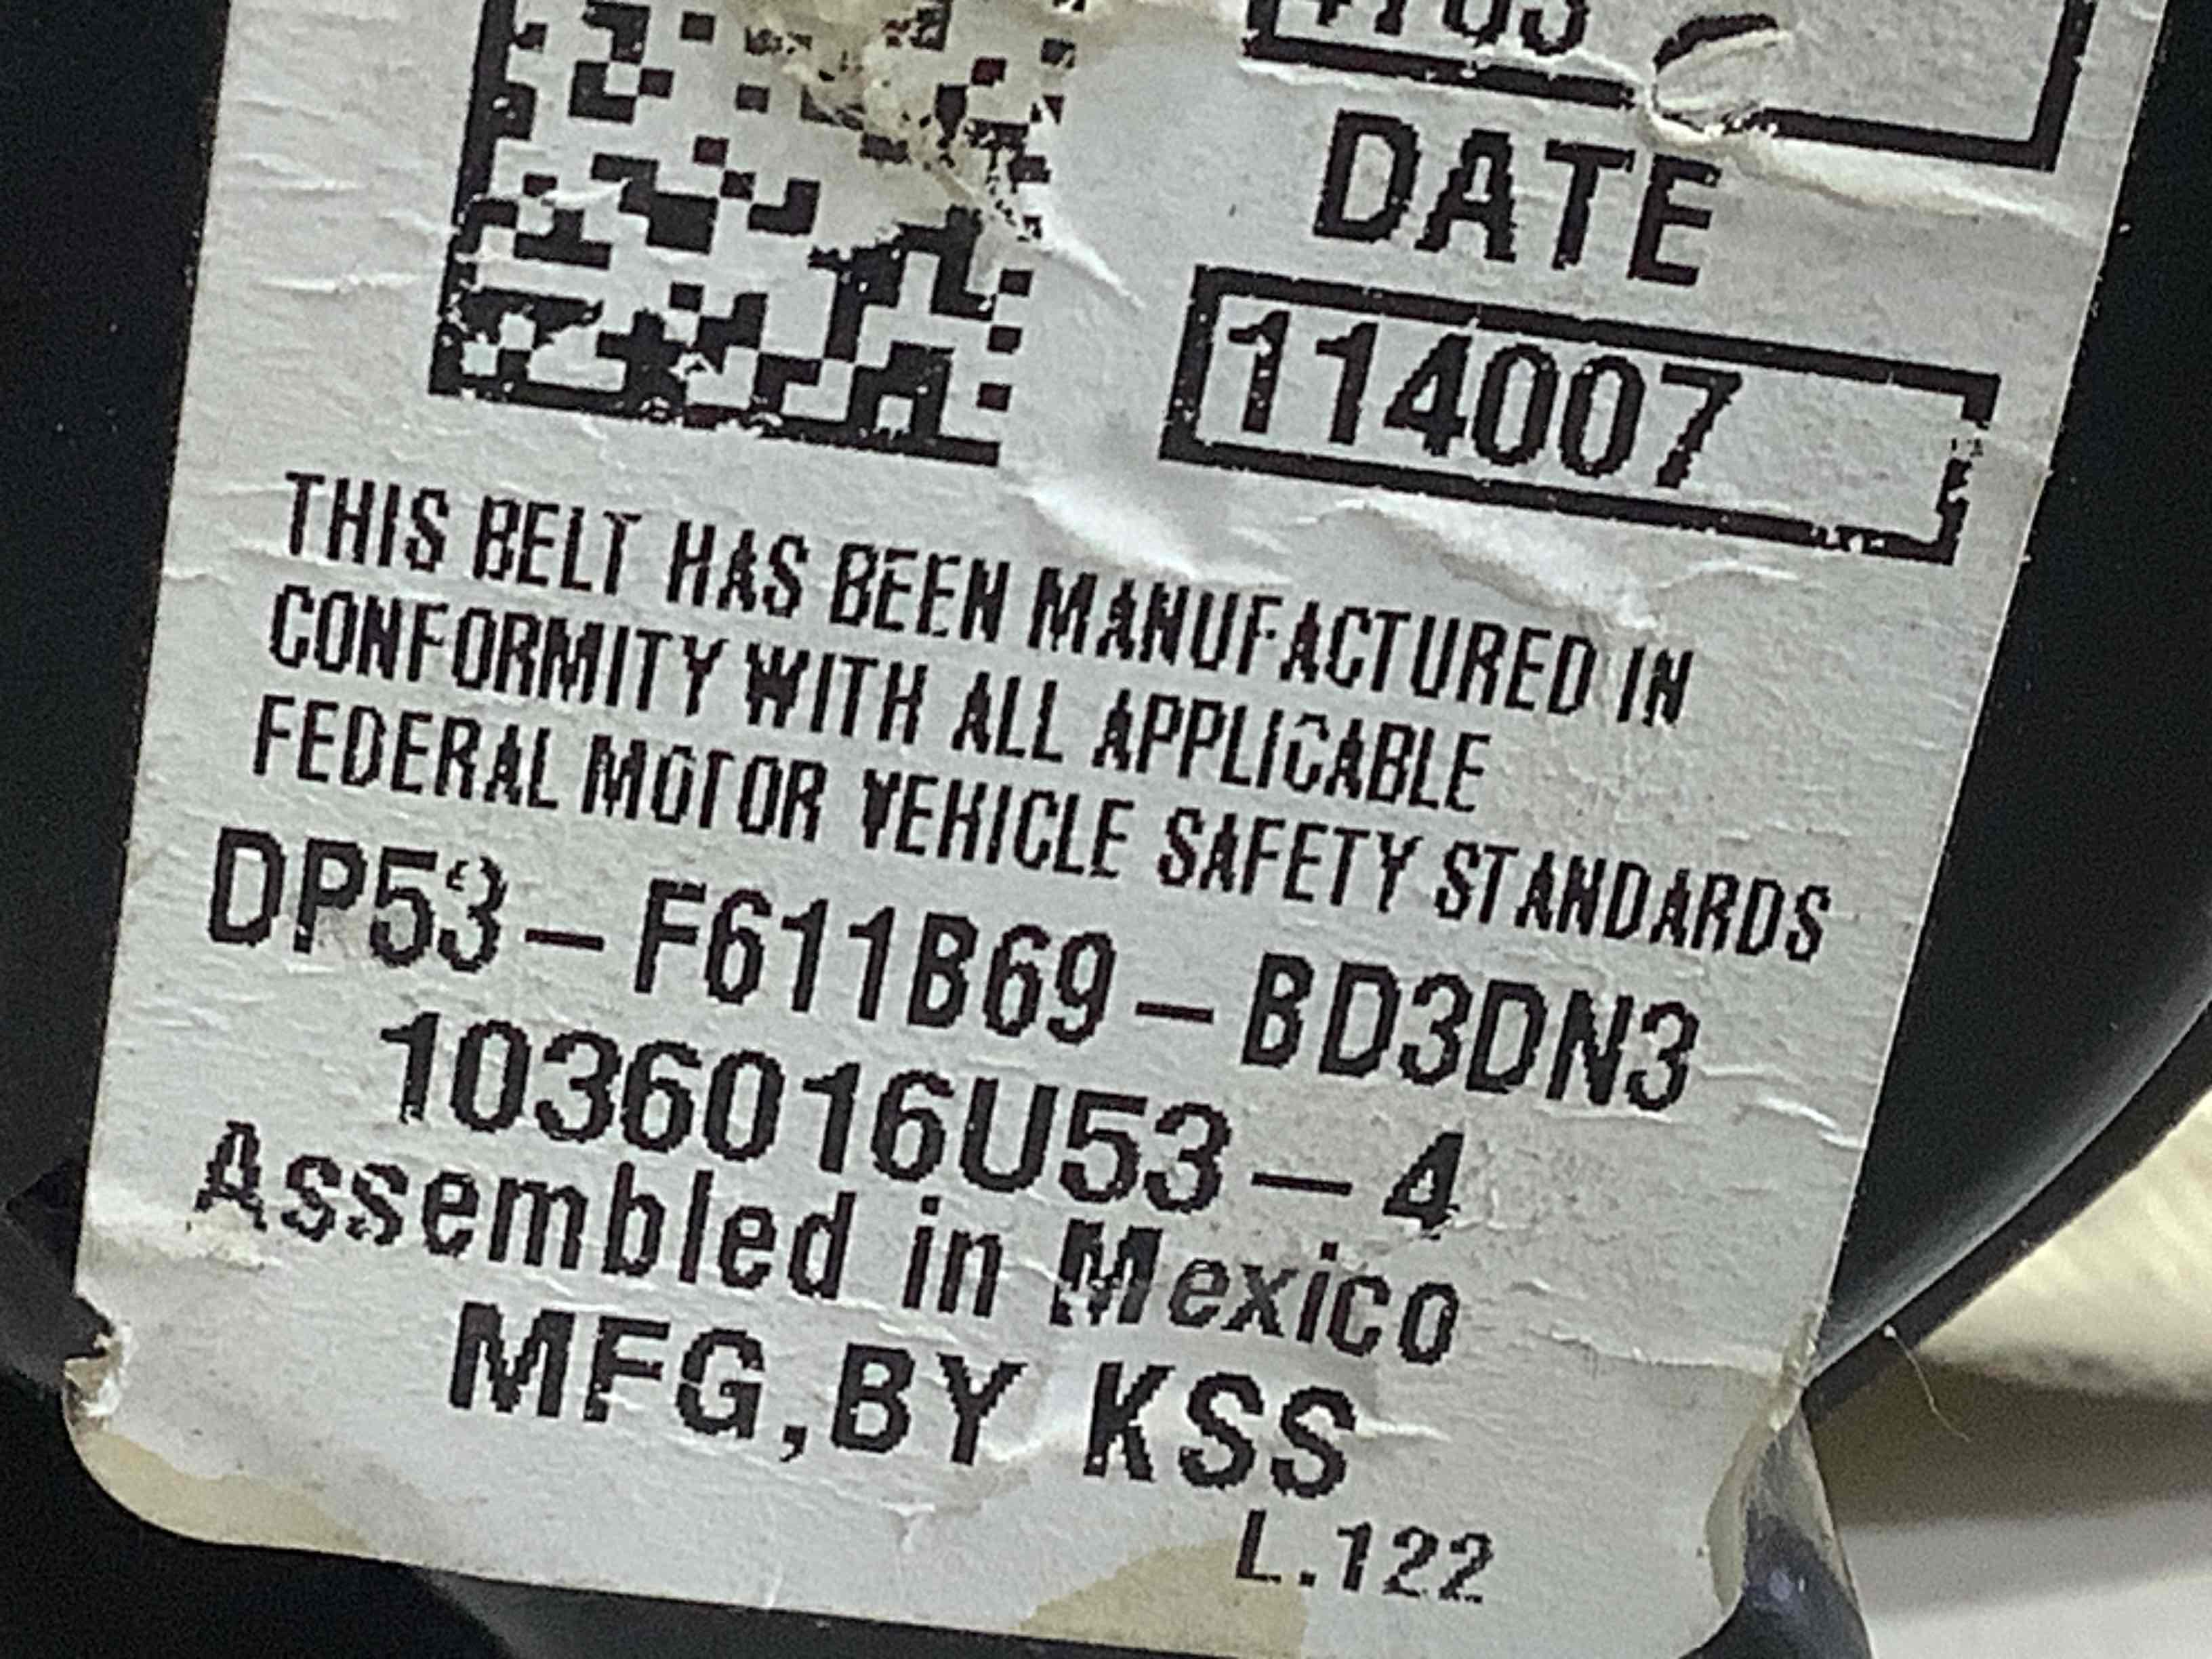 DATE
114007
THIS BELT HAS BEEN MANUFACTURED IN
CONFORMITY WITH ALL APPLICABLE
FEDERAL MOTOR VEHICLE SAFETY STANDARDS
DP53-F611B69-BD3DN3
1036016U53-4
Assembled in Mexico
MFG,BY KSS
L.122